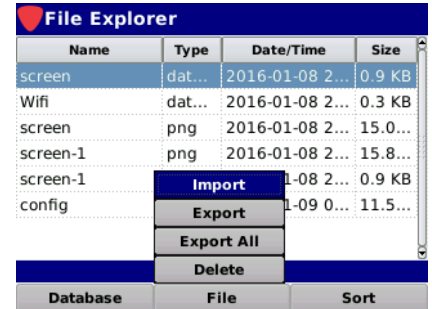 File Explorer
Name Type Date/Time Size
screen dat... 2016-01-08 2... 0.9 KB
Wifi dat... 2016-01-08 2... 0.3 KB
screen png 2016-01-08 2... 15.0...
screen-1 png 2016-01-08 2... 15.8...
screen-1 1-08 2... 0.9 KB
config 1-09 0... 11.5...
Import
Export
Export All
Delete
Database File Sort